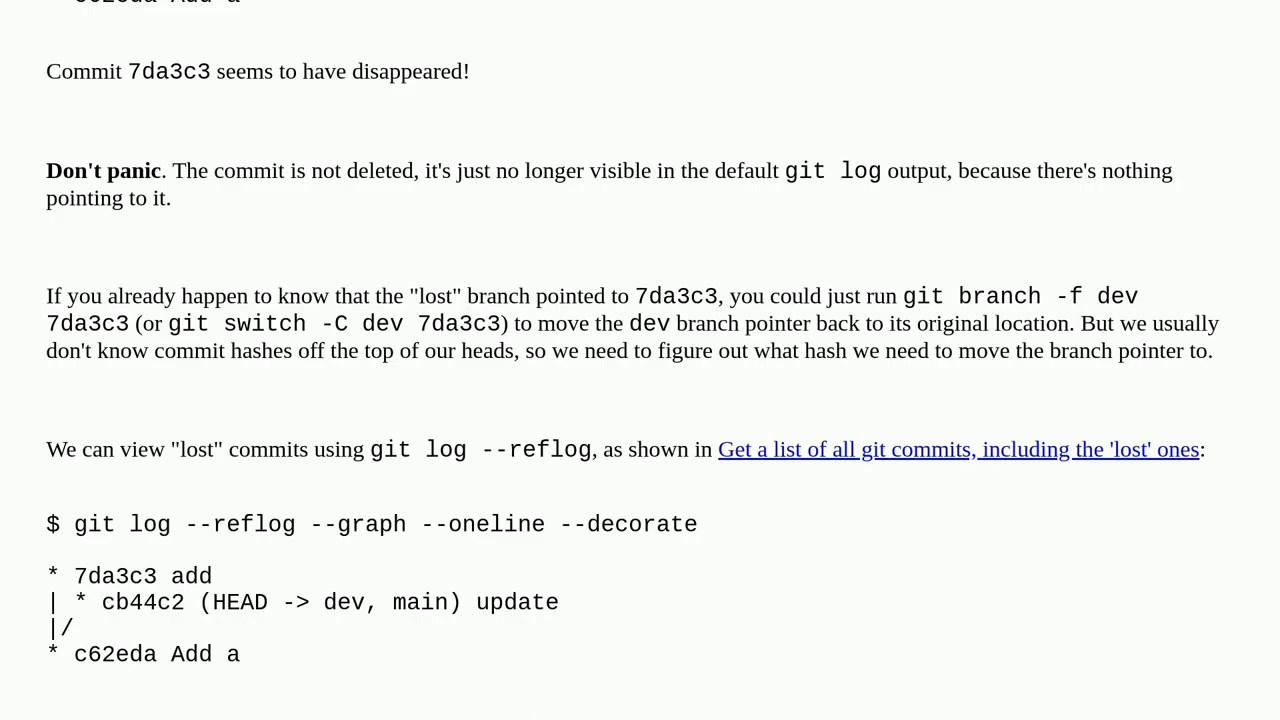 c62eda Add a
Commit 7da3c3 seems to have disappeared!
Don't panic. The commit is not deleted, it's just no longer visible in the default git log output, because there's nothing
pointing to it.
If you already happen to know that the "lost" branch pointed to 7da3c3, you could just run git branch -f dev
7da3c3 (or git switch -C dev 7da3c3) to move the dev branch pointer back to its original location. But we usually
don't know commit hashes off the top of our heads, so we need to figure out what hash we need to move the branch pointer to.
We can view "lost" commits using git log --reflog, as shown in Get a list of all git commits, including the 'lost' ones:
$ git log --reflog --graph --oneline --decorate
* 7da3c3 add
| * cb44c2 (HEAD -> dev, main) update
|/
* c62eda Add a